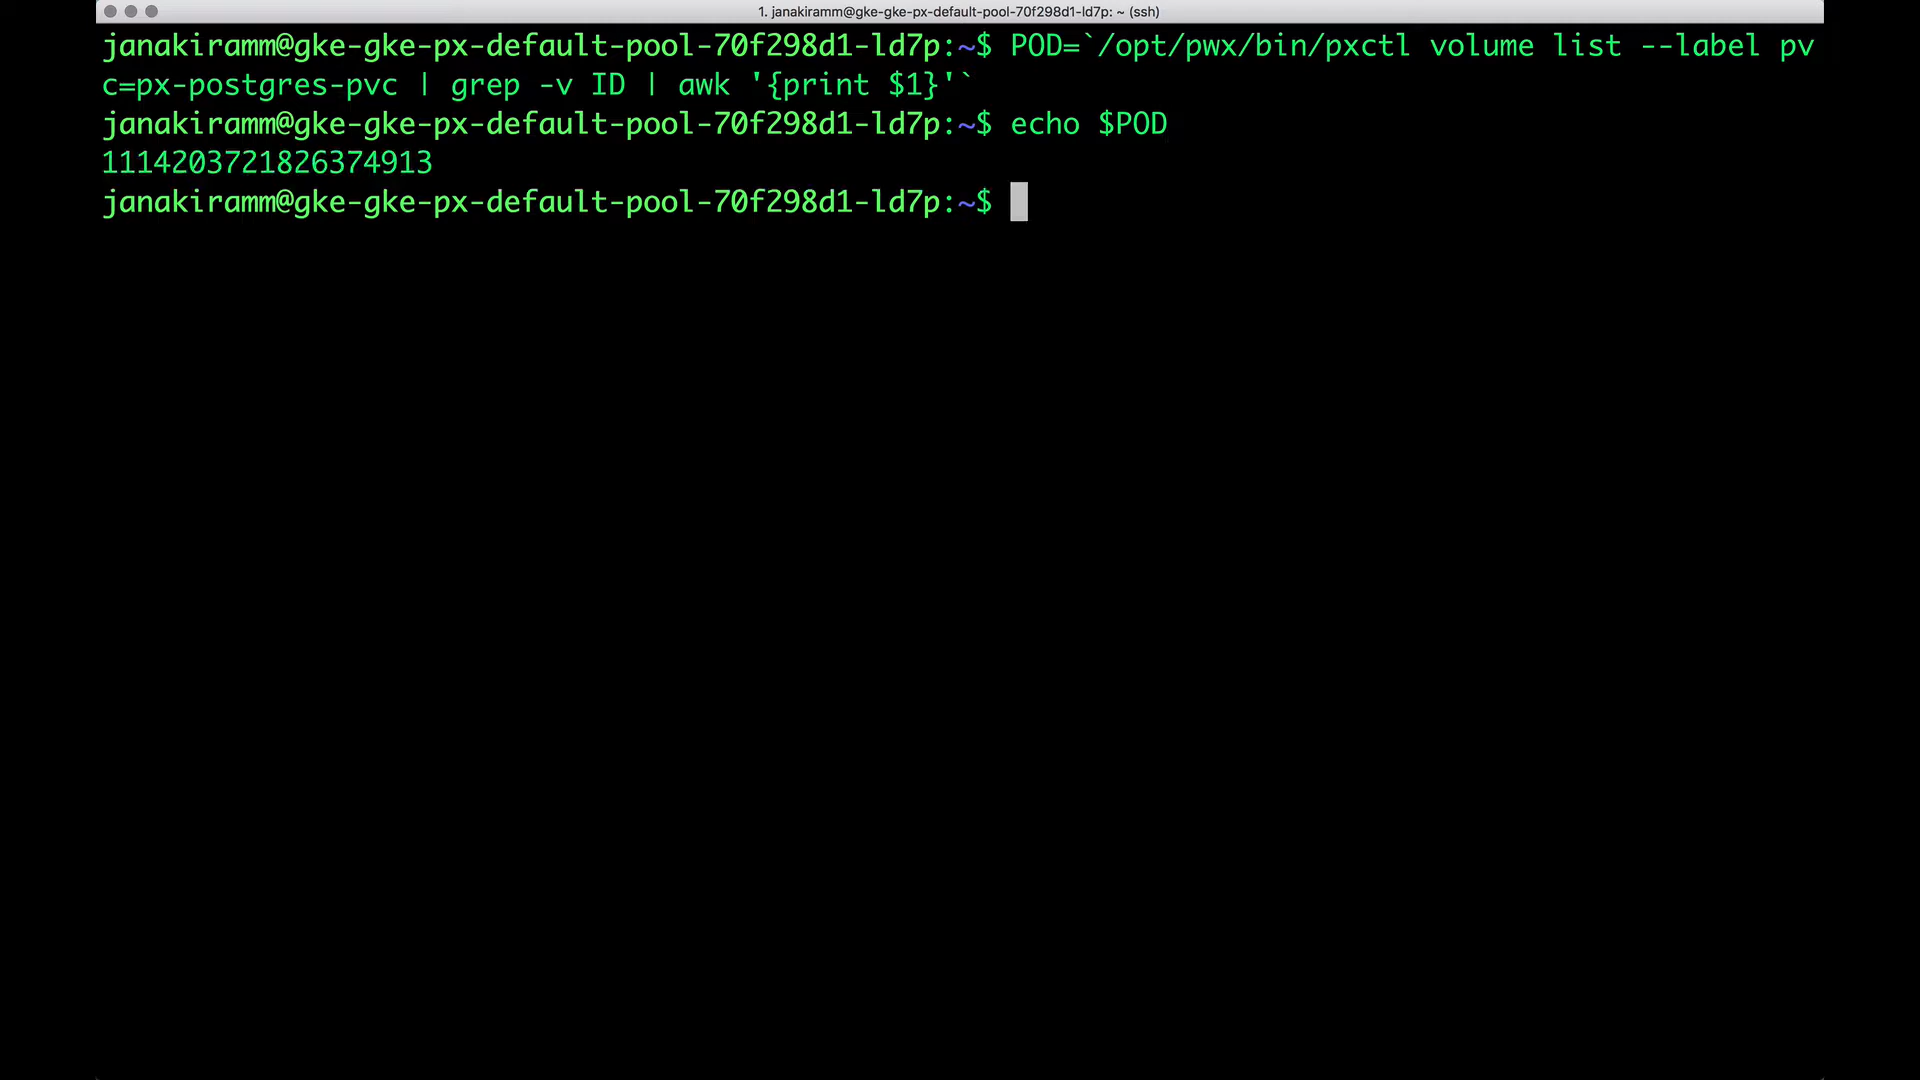 1. janakiramm@gke-gke-px-default-pool-70f298d1-ld7p: ~ (ssh)
janakiramm@gke-gke-px-default-pool-70f298d1-ld7p:~$ POD=`/opt/pwx/bin/pxctl volume list --label pv
c=px-postgres-pvc | grep -v ID | awk '{print $1}'`
janakiramm@gke-gke-px-default-pool-70f298d1-ld7p:~$ echo $POD
1114203721826374913
janakiramm@gke-gke-px-default-pool-70f298d1-ld7p:~$